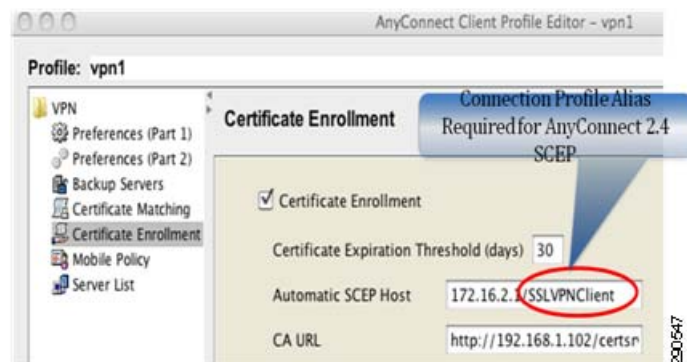 AnyConnect Client Profile Editor – vpn1
Profile: vpn1
VPN
Preferences (Part 1)
Preferences (Part 2)
Backup Servers
Certificate Matching
Certificate Enrollment
Mobile Policy
Server List
Certificate Enrollment
Connection Profile Alias
Required for AnyConnect 2.4
SCEP
Certificate Enrollment
Certificate Expiration Threshold (days) 30
Automatic SCEP Host 172.16.2.1/SSLVPNClient
CA URL http://192.168.1.102/certsr
290547